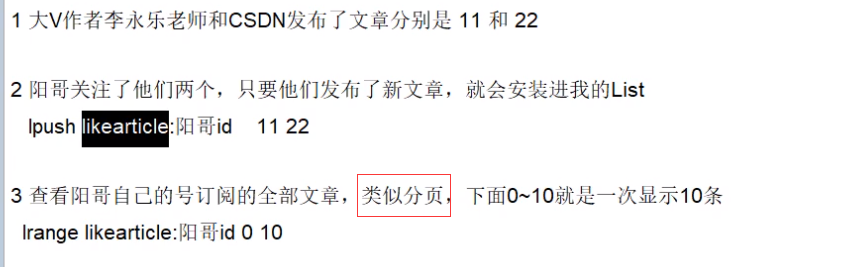 1 大V作者李永乐老师和CSDN发布了文章分别是 11 和 22
2 阳哥关注了他们两个，只要他们发布了新文章，就会安装进我的List
lpush likearticle:阳哥id 11 22
3 查看阳哥自己的号订阅的全部文章，类似分页，下面0~10就是一次显示10条
lrange likearticle:阳哥id 0 10